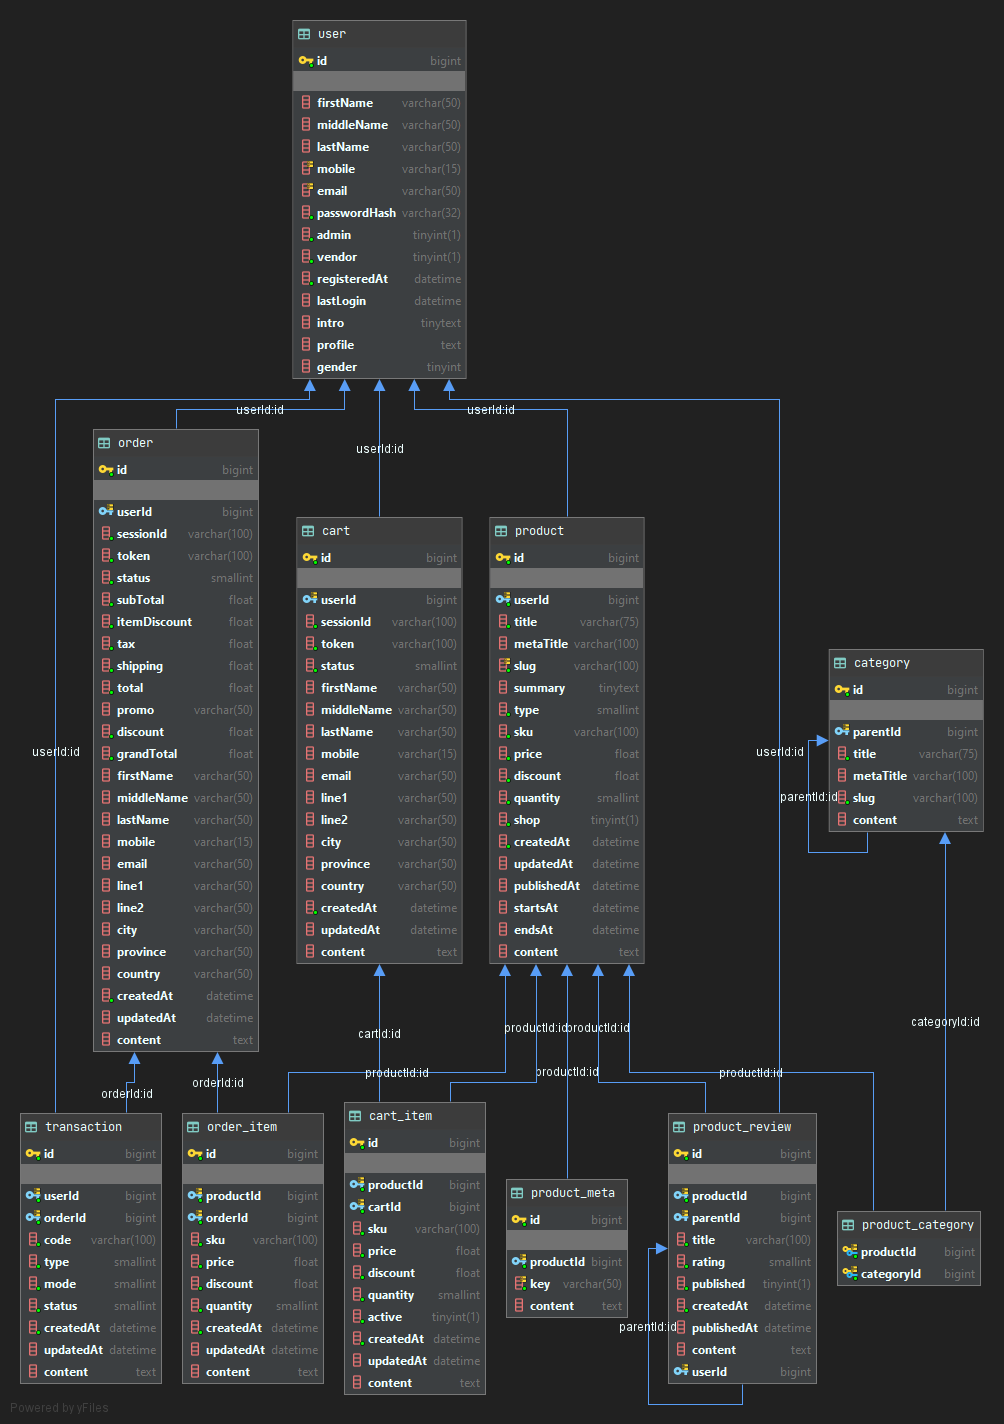 user
id bigint
firstName varchar(50)
middleName varchar(50)
lastName varchar(50)
mobile varchar(15)
email varchar(50)
passwordHash varchar(32)
admin tinyint(1)
vendor tinyint(1)
registeredAt datetime
lastLogin datetime
intro tinytext
profile text
gender tinyint
userId:id
userId:id
userId:id
userId:id
userId:id
order
id bigint
userId bigint
sessionId varchar(100)
token varchar(100)
status smallint
subTotal float
itemDiscount float
tax float
shipping float
total float
promo varchar(50)
discount float
grandTotal float
firstName varchar(50)
middleName varchar(50)
lastName varchar(50)
mobile varchar(15)
email varchar(50)
line1 varchar(50)
line2 varchar(50)
city varchar(50)
province varchar(50)
country varchar(50)
createdAt datetime
updatedAt datetime
content text
cart
id bigint
userId bigint
sessionId varchar(100)
token varchar(100)
status smallint
firstName varchar(50)
middleName varchar(50)
lastName varchar(50)
mobile varchar(15)
email varchar(50)
line1 varchar(50)
line2 varchar(50)
city varchar(50)
province varchar(50)
country varchar(50)
createdAt datetime
updatedAt datetime
content text
product
id bigint
userId bigint
title varchar(75)
metaTitle varchar(100)
slug varchar(100)
summary tinytext
type smallint
sku varchar(100)
price float
discount float
quantity smallint
shop tinyint(1)
createdAt datetime
updatedAt datetime
publishedAt datetime
startsAt datetime
endsAt datetime
content text
category
id bigint
parentId bigint
title varchar(75)
metaTitle varchar(100)
slug varchar(100)
content text
parentId:id
categoryId:id
productId:id
productId:id
cartId:id
productId:id
productId:id
productId:id
orderId:id
orderId:id
transaction
id bigint
userId bigint
orderId bigint
code varchar(100)
type smallint
mode smallint
status smallint
createdAt datetime
updatedAt datetime
content text
order_item
id bigint
productId bigint
orderId bigint
sku varchar(100)
price float
discount float
quantity smallint
createdAt datetime
updatedAt datetime
content text
cart_item
id bigint
productId bigint
cartId bigint
sku varchar(100)
price float
discount float
quantity smallint
active tinyint(1)
createdAt datetime
updatedAt datetime
content text
product_meta
id bigint
productId bigint
key varchar(50)
content text
product_review
id bigint
productId bigint
parentId bigint
title varchar(100)
rating smallint
published tinyint(1)
createdAt datetime
publishedAt datetime
content text
userId bigint
parentId:id
product_category
productId bigint
categoryId bigint
Powered by yFiles